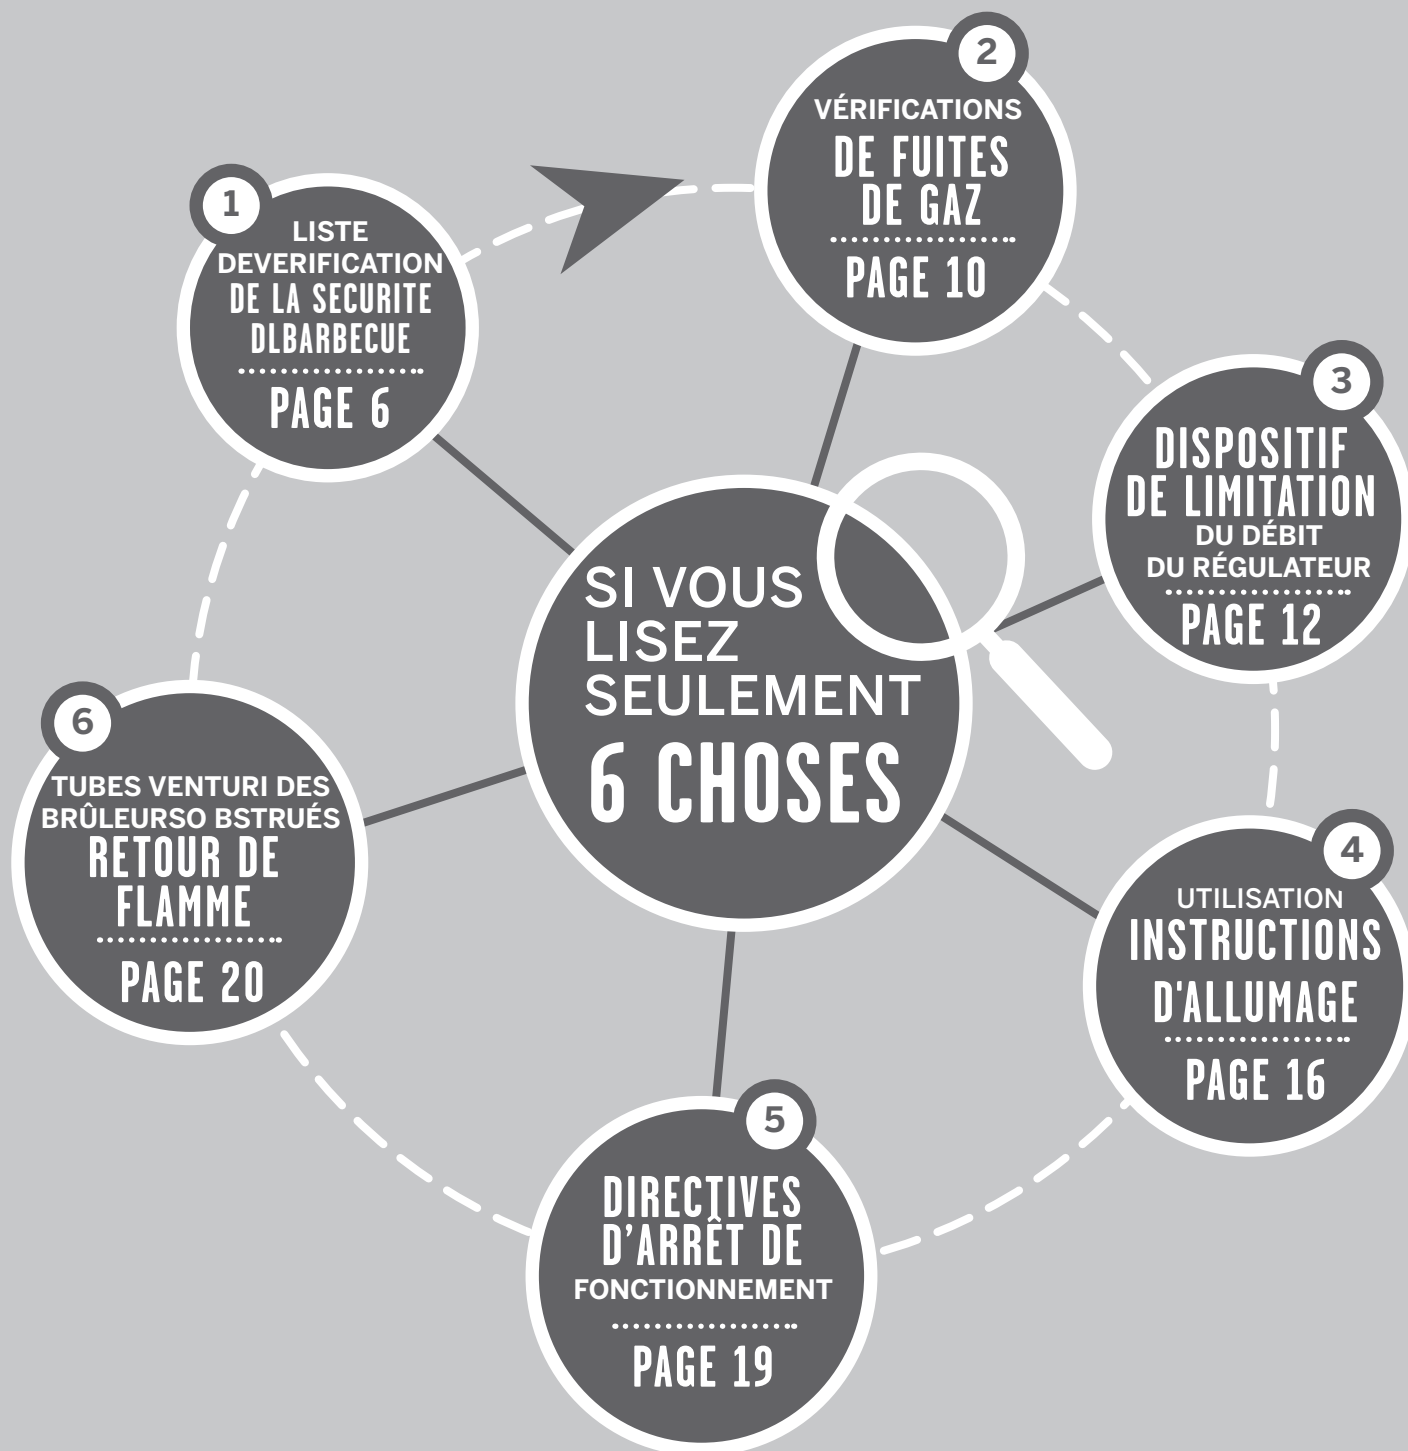 1
LISTE
DEVERIFICATION
DE LA SECURITE
DLBARBECUE
PAGE 6
2
VÉRIFICATIONS
DE FUITES
DE GAZ
PAGE 10
3
DISPOSITIF
DE LIMITATION
DU DÉBIT
DU RÉGULATEUR
PAGE 12
SI VOUS
LISEZ
SEULEMENT
6 CHOSES
4
UTILISATION
INSTRUCTIONS
D'ALLUMAGE
PAGE 16
5
DIRECTIVES
D’ARRÊT DE
FONCTIONNEMENT
PAGE 19
6
TUBES VENTURI DES
BRÛLEURSO BSTRUÉS
RETOUR DE
FLAMME
PAGE 20